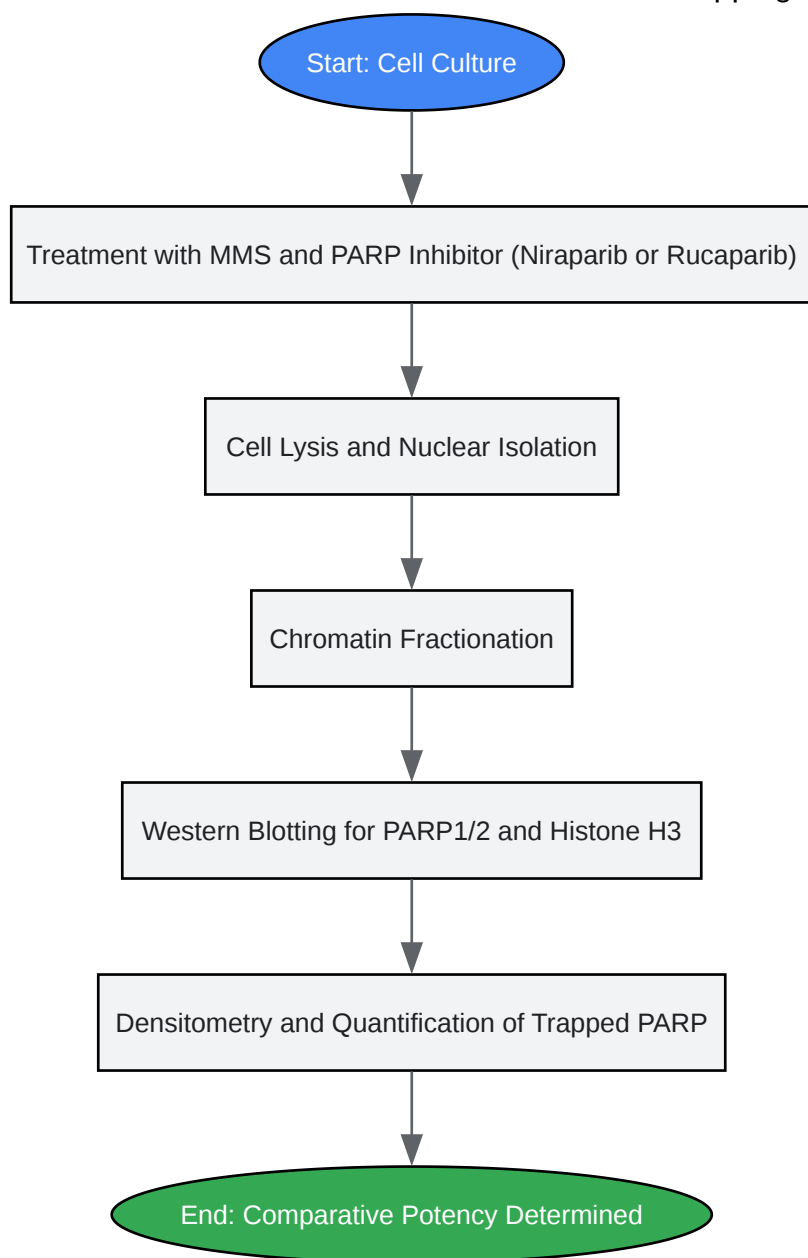 Start: Cell Culture
Treatment with MMS and PARP Inhibitor (Niraparib or Rucaparib)
Cell Lysis and Nuclear Isolation
Chromatin Fractionation
Western Blotting for PARP1/2 and Histone H3
Densitometry and Quantification of Trapped PARP
End: Comparative Potency Determined